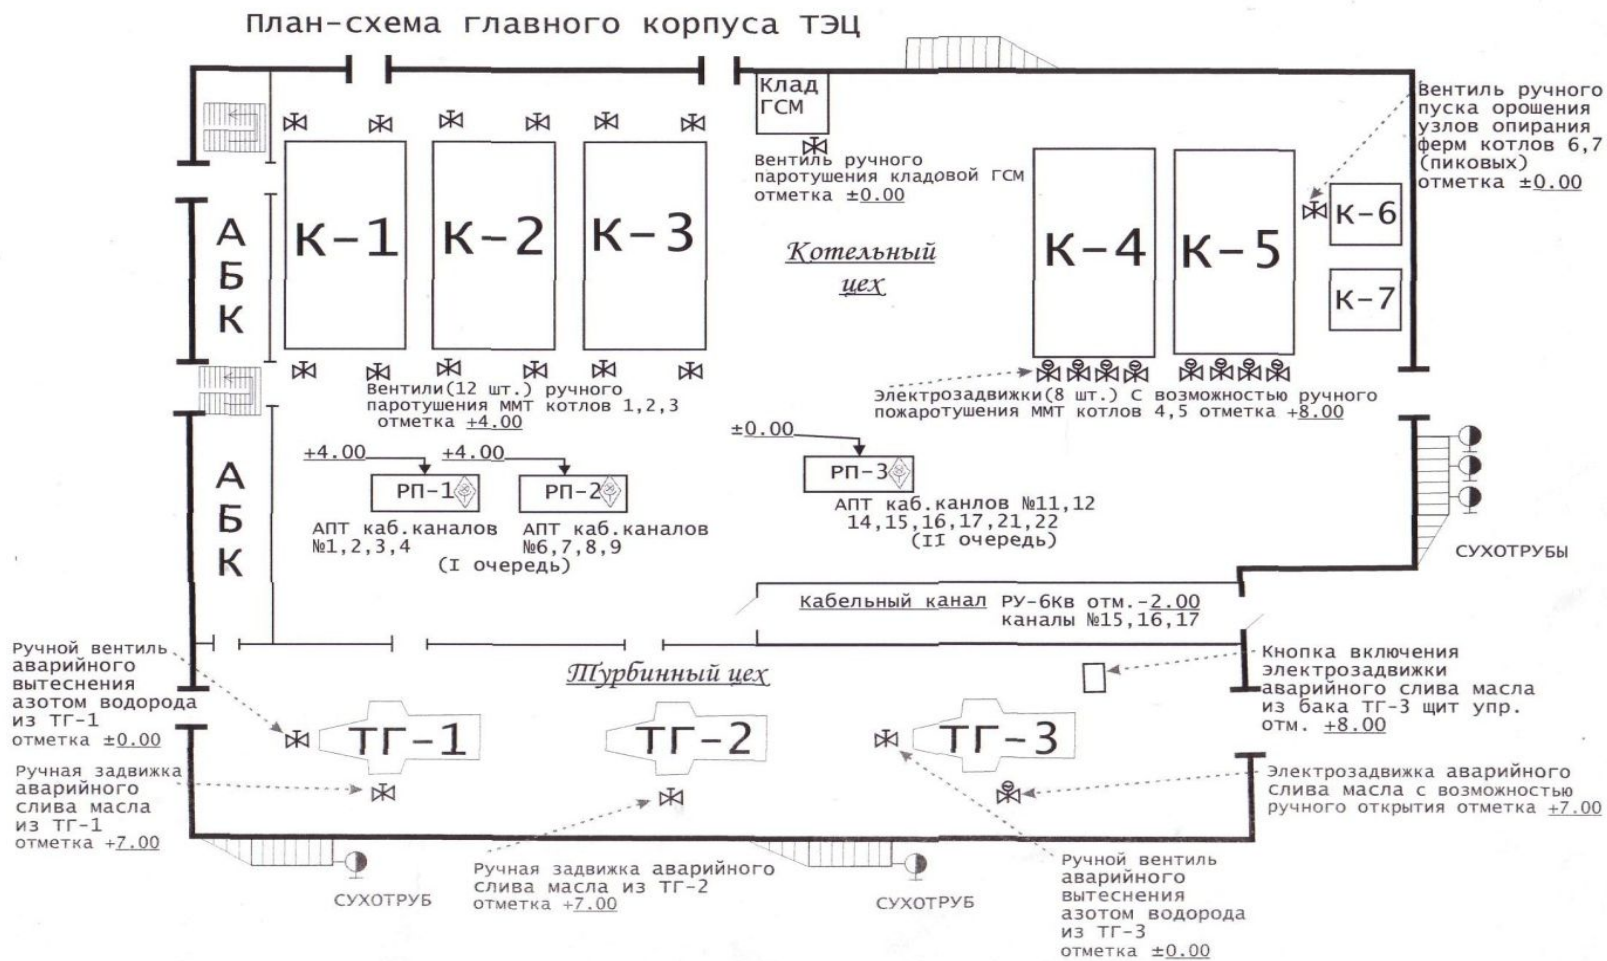 План-схема главного корпуса ТЭЦ
Клад
ГСМ
Вентиль ручного
паротушения кладовой ГСМ
отметка ±0.00
Вентиль ручного
пуска орошения
узлов опирания
ферм котлов 6,7
(пиковых)
отметка ±0.00
АБК
К-1
К-2
К-3
Котельный
цех
К-4
К-5
К-6
К-7
Вентили(12 шт.) ручного
паротушения ММТ котлов 1,2,3
отметка +4.00
Электрозадвижки(8 шт.) С возможностью ручного
пожаротушения ММТ котлов 4,5 отметка +8.00
АБК
+4.00
РП-1
АПТ каб.каналов
№1,2,3,4
+4.00
РП-2
АПТ каб.каналов
№6,7,8,9
(I очередь)
±0.00
РП-3
АПТ каб.канлов №11,12
14,15,16,17,21,22
(II очередь)
СУХОТРУБЫ
Кабельный канал РУ-6Кв отм.-2.00
каналы №15,16,17
Ручной вентиль
аварийного
вытеснения
азотом водорода
из ТГ-1
отметка ±0.00
Турбинный цех
Кнопка включения
электрозадвижки
аварийного слива масла
из бака ТГ-3 щит упр.
отм. +8.00
ТГ-1
ТГ-2
ТГ-3
Ручная задвижка
аварийного
слива масла
из ТГ-1
отметка +7.00
Электрозадвижка аварийного
слива масла с возможностью
ручного открытия отметка +7.00
СУХОТРУБ
Ручная задвижка аварийного
слива масла из ТГ-2
отметка +7.00
СУХОТРУБ
Ручной вентиль
аварийного
вытеснения
азотом водорода
из ТГ-3
отметка ±0.00